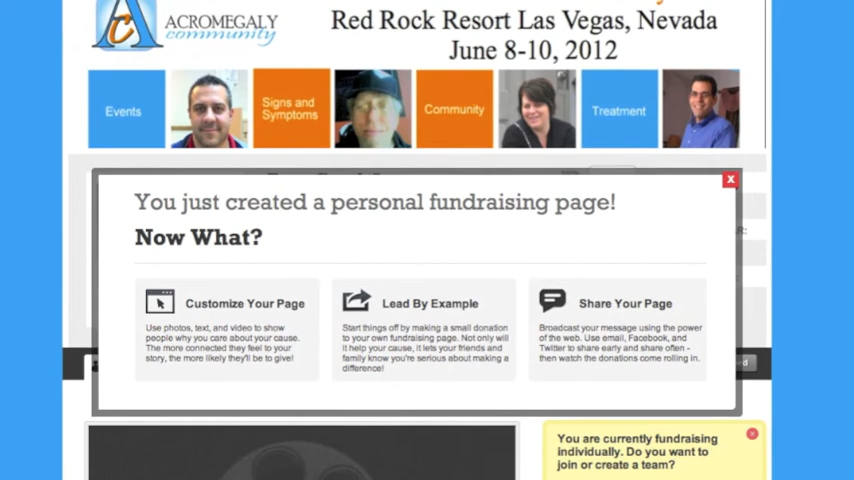 ACROMEGALY
community
Red Rock Resort Las Vegas, Nevada
June 8-10, 2012
Events
Signs and
Symptoms
Community
Treatment
X
You just created a personal fundraising page!
Now What?
Customize Your Page
Use photos, text, and video to show
people why you care about your cause.
The more connected they feel to your
story, the more likely they'll be to give!
Lead By Example
Start things off by making a small donation
to your own fundraising page. Not only will
it help your cause, it lets your friends and
family know you're serious about making a
difference!
Share Your Page
Broadcast your message using the power
of the web. Use email, Facebook, and
Twitter to share early and share often -
then watch the donations come rolling in.
You are currently fundraising
individually. Do you want to
join or create a team?